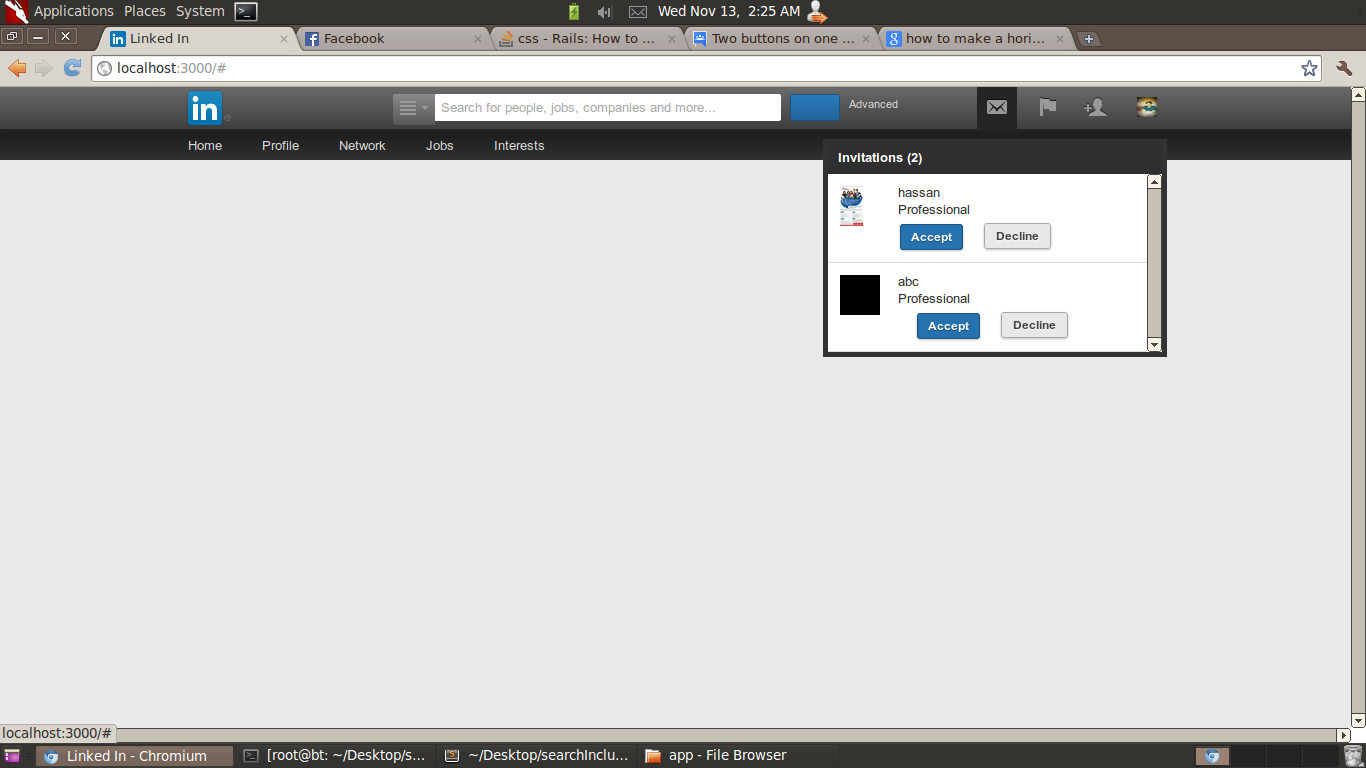 Applications Places System Wed Nov 13, 2:25 AM
Linked In Facebook css - Rails: How to ... Two buttons on one ... how to make a hori...
localhost:3000/#
in Search for people, jobs, companies and more... Advanced
Home Profile Network Jobs Interests
Invitations (2)
hassan
Professional
Accept Decline
abc
Professional
Accept Decline
localhost:3000/#
Linked In - Chromium [root@bt: ~/Desktop/s... ~/Desktop/searchInclu... app - File Browser